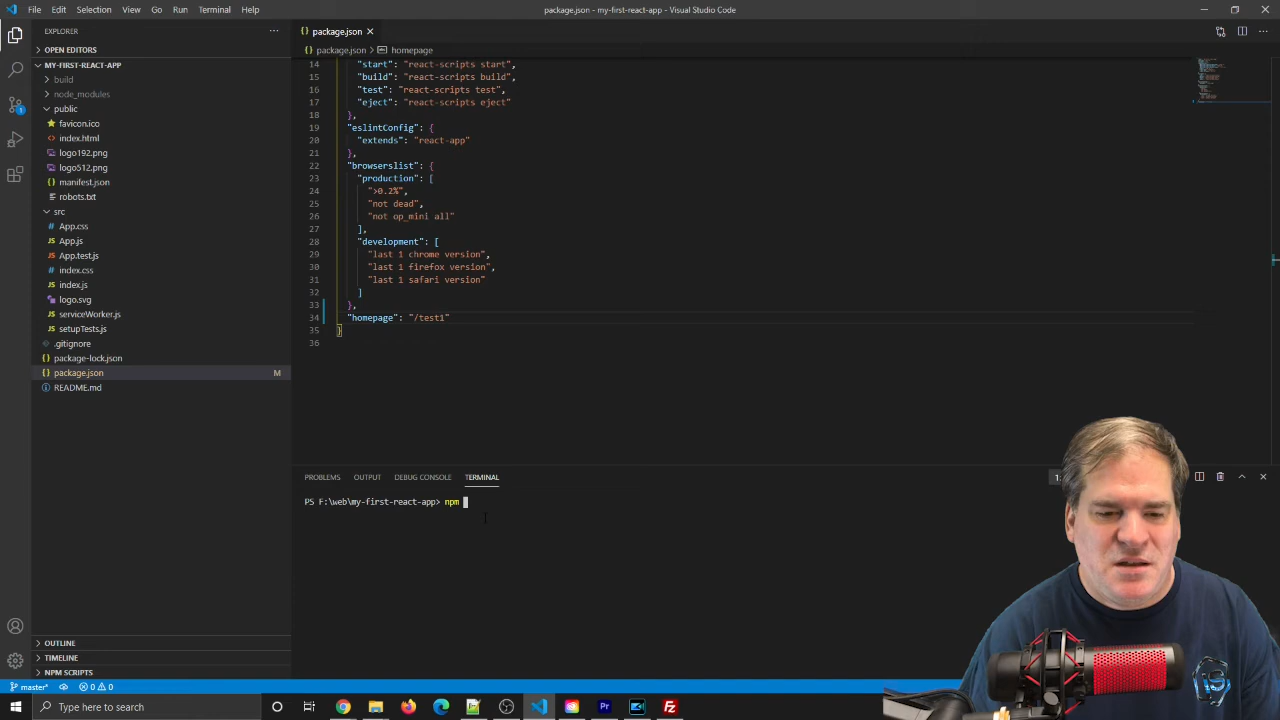 File Edit Selection View Go Run Terminal Help
package.json - my-first-react-app - Visual Studio Code
EXPLORER
OPEN EDITORS
MY-FIRST-REACT-APP
build
node_modules
public
favicon.ico
index.html
logo192.png
logo512.png
manifest.json
robots.txt
src
App.css
App.js
App.test.js
index.css
index.js
logo.svg
serviceWorker.js
setupTests.js
.gitignore
package-lock.json
package.json M
README.md
OUTLINE
TIMELINE
NPM SCRIPTS
package.json
package.json > homepage
14 "start": "react-scripts start",
15 "build": "react-scripts build",
16 "test": "react-scripts test",
17 "eject": "react-scripts eject"
18 },
19 "eslintConfig": {
20 "extends": "react-app"
21 },
22 "browserslist": {
23 "production": [
24 ">0.2%",
25 "not dead",
26 "not op_mini all"
27 ],
28 "development": [
29 "last 1 chrome version",
30 "last 1 firefox version",
31 "last 1 safari version"
32 ]
33 },
34 "homepage": "/test1"
35 }
36
PROBLEMS OUTPUT DEBUG CONSOLE TERMINAL
1:
PS F:\web\my-first-react-app> npm
master* 0 0
Type here to search